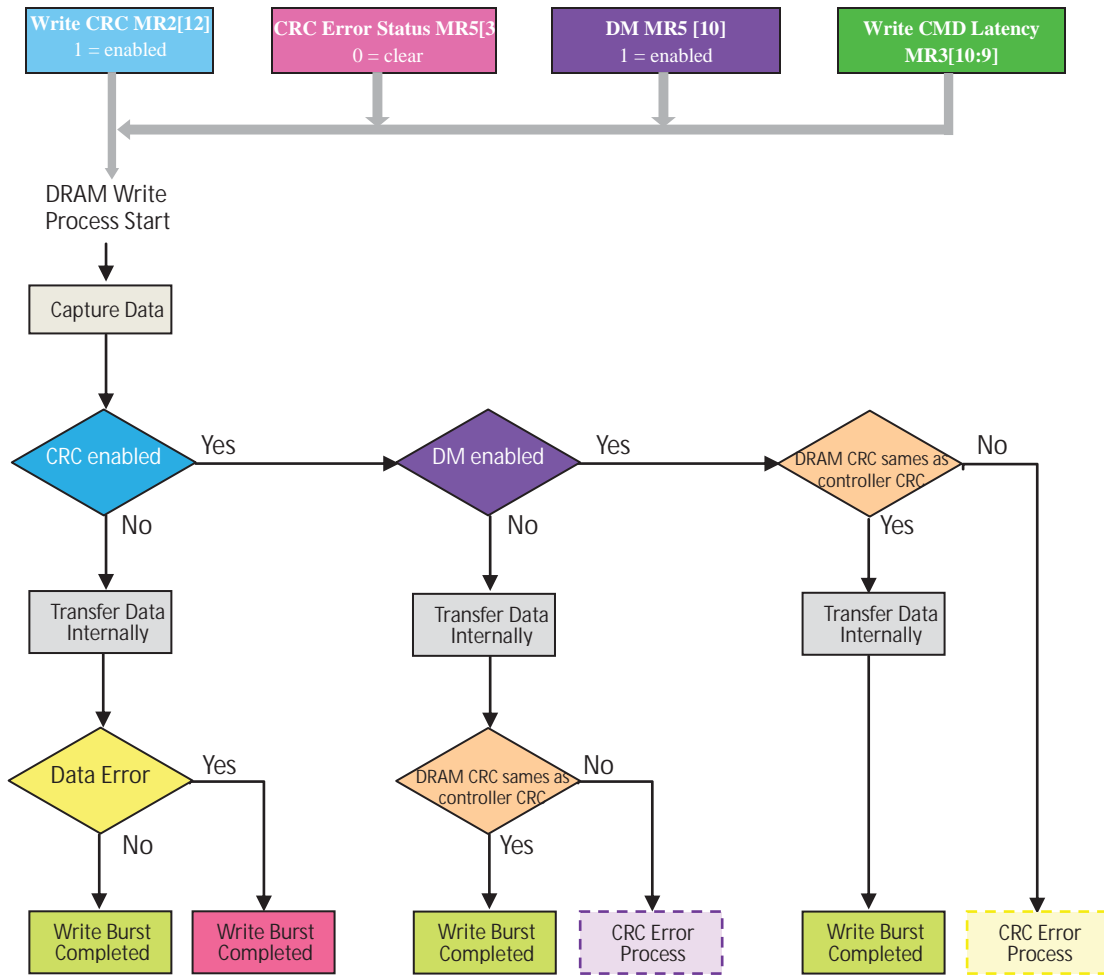 Write CRC MR2[12]
1 = enabled
CRC Error Status MR5[3
0 = clear
DM MR5 [10]
1 = enabled
Write CMD Latency
MR3[10:9]
DRAM Write
Process Start
Capture Data
CRC enabled
Yes
DM enabled
Yes
DRAM CRC sames as
controller CRC
No
No
No
Yes
Transfer Data
Internally
Transfer Data
Internally
Transfer Data
Internally
Data Error
Yes
DRAM CRC sames as
controller CRC
No
No
Yes
Write Burst
Completed
Write Burst
Completed
Write Burst
Completed
CRC Error
Process
Write Burst
Completed
CRC Error
Process